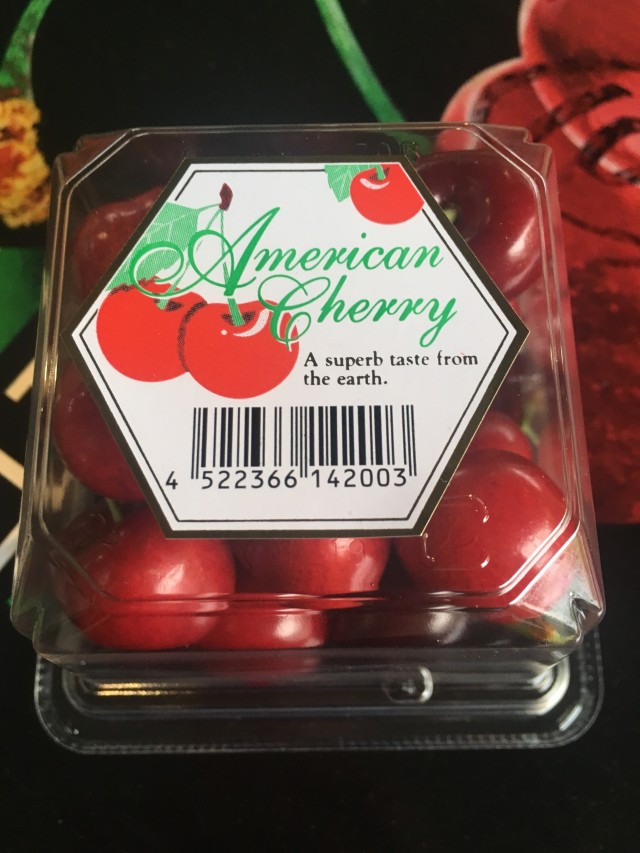 American
Cherry
A superb taste from
the earth.
4 522366 142003